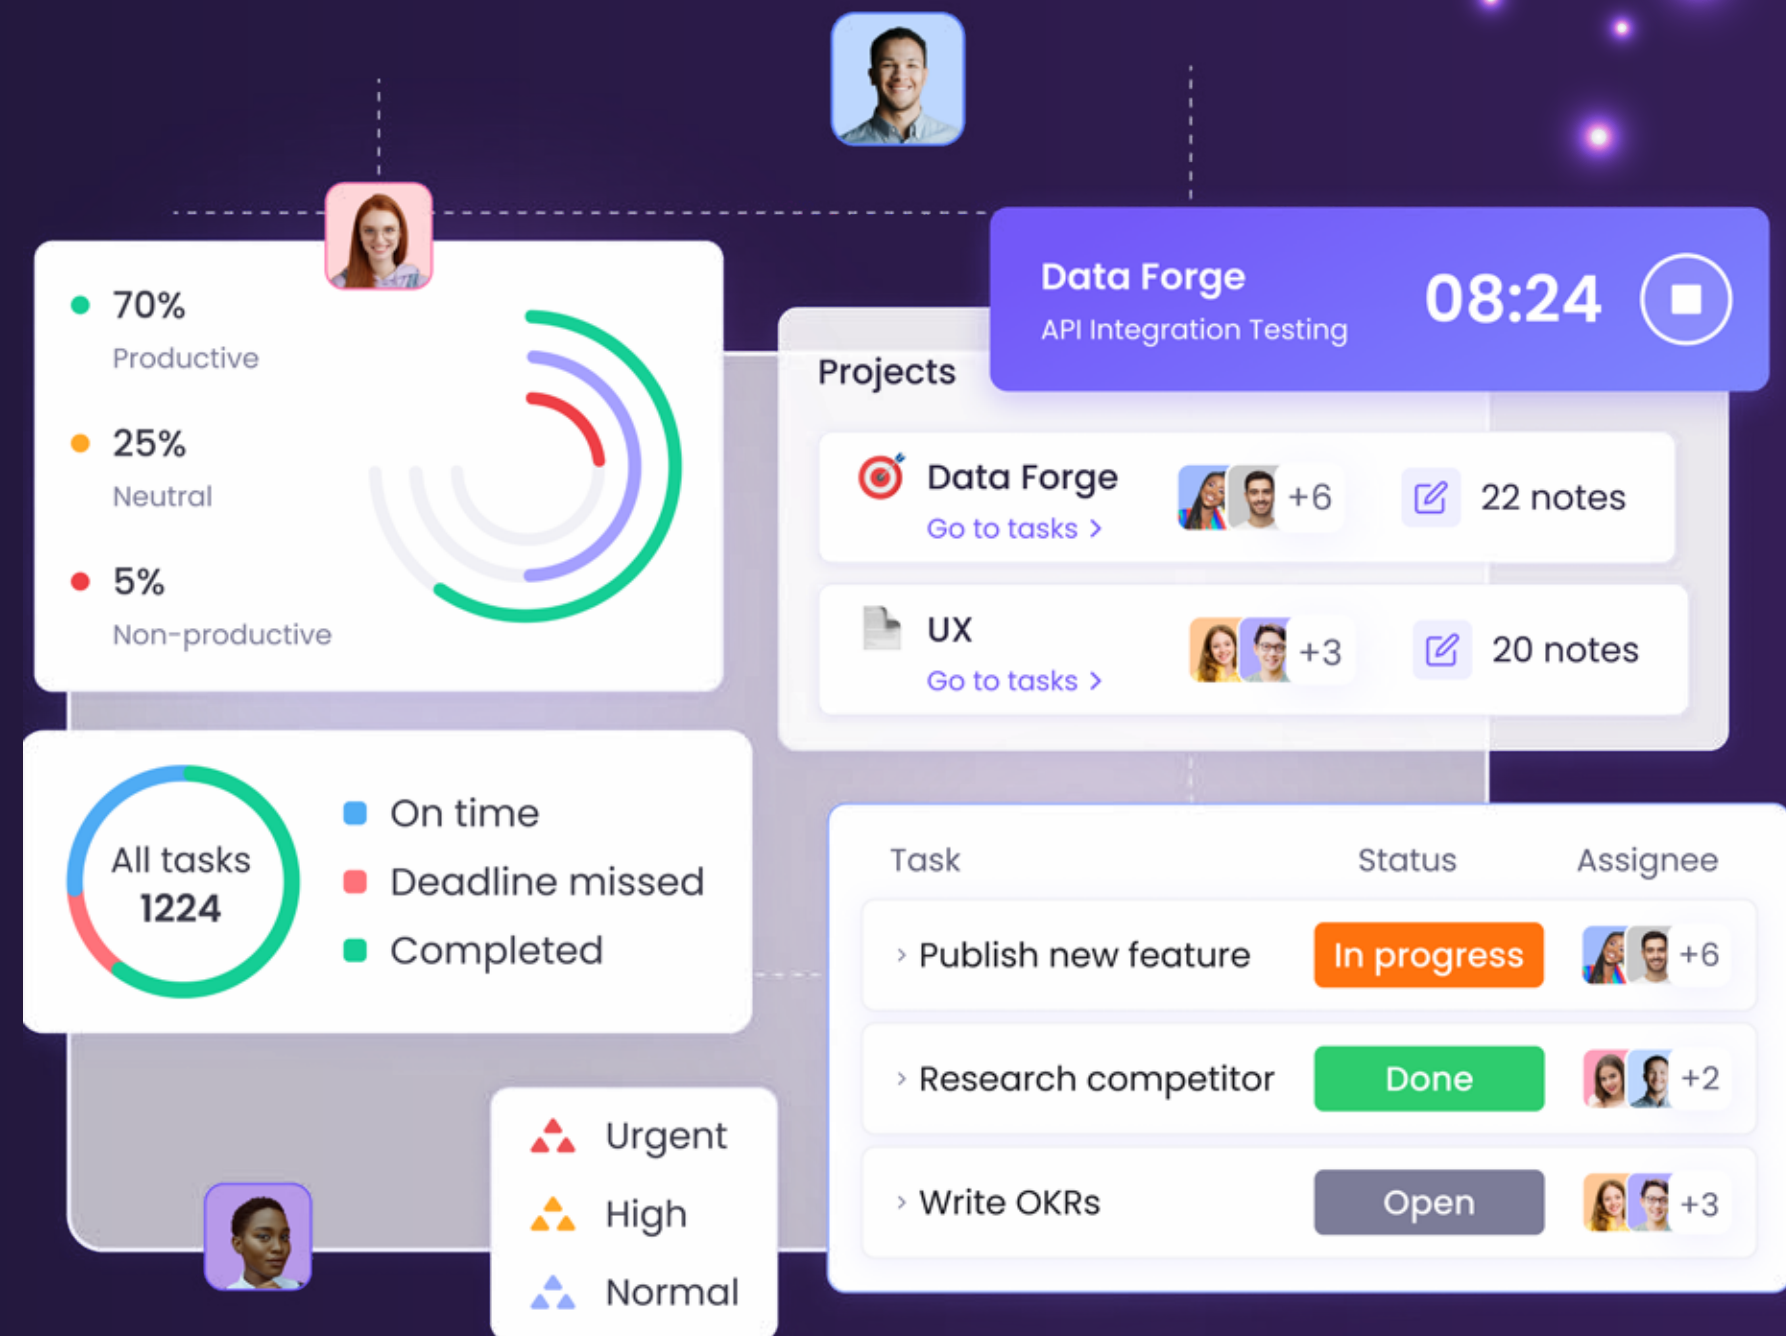 70%
Productive
25%
Neutral
5%
Non-productive
Data Forge
API Integration Testing
08:24
Projects
Data Forge
Go to tasks >
+6
22 notes
UX
Go to tasks >
+3
20 notes
All tasks
1224
On time
Deadline missed
Completed
Urgent
High
Normal
Task Status Assignee
> Publish new feature In progress +6
> Research competitor Done +2
> Write OKRs Open +3